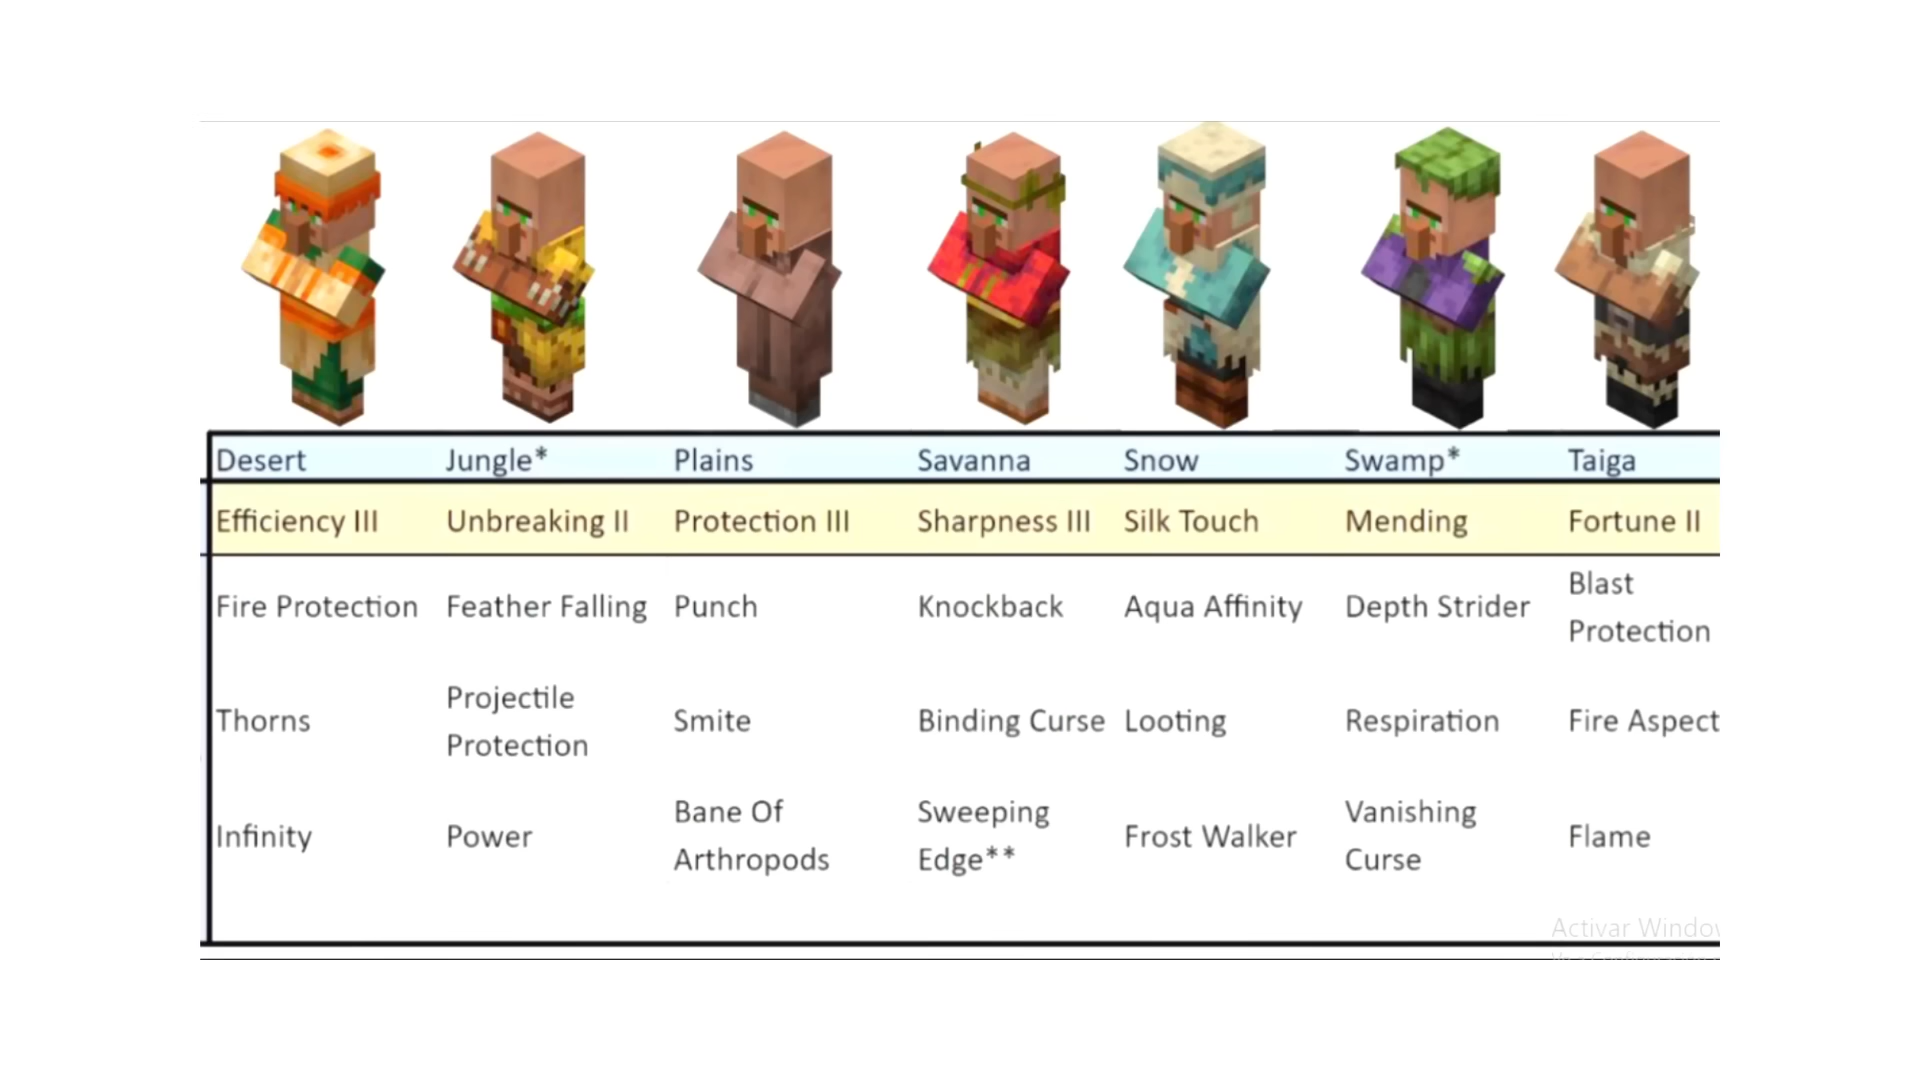 Desert Jungle* Plains Savanna Snow Swamp* Taiga
Efficiency III Unbreaking II Protection III Sharpness III Silk Touch Mending Fortune II
Fire Protection Feather Falling Punch Knockback Aqua Affinity Depth Strider Blast
Protection
Thorns Projectile
Protection Smite Binding Curse Looting Respiration Fire Aspect
Infinity Power Bane Of
Arthropods Sweeping
Edge** Frost Walker Vanishing
Curse Flame
Activar Window